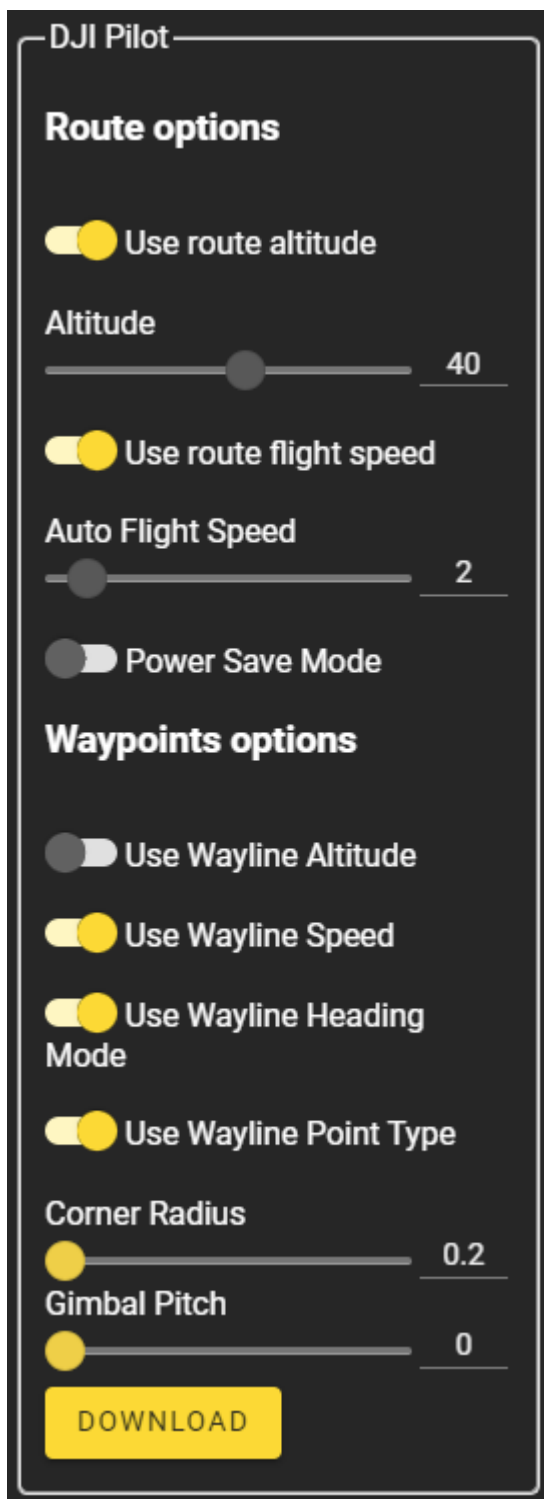 DJI Pilot
Route options
Use route altitude
Altitude
40
Use route flight speed
Auto Flight Speed
2
Power Save Mode
Waypoints options
Use Wayline Altitude
Use Wayline Speed
Use Wayline Heading
Mode
Use Wayline Point Type
Corner Radius
0.2
Gimbal Pitch
0
DOWNLOAD